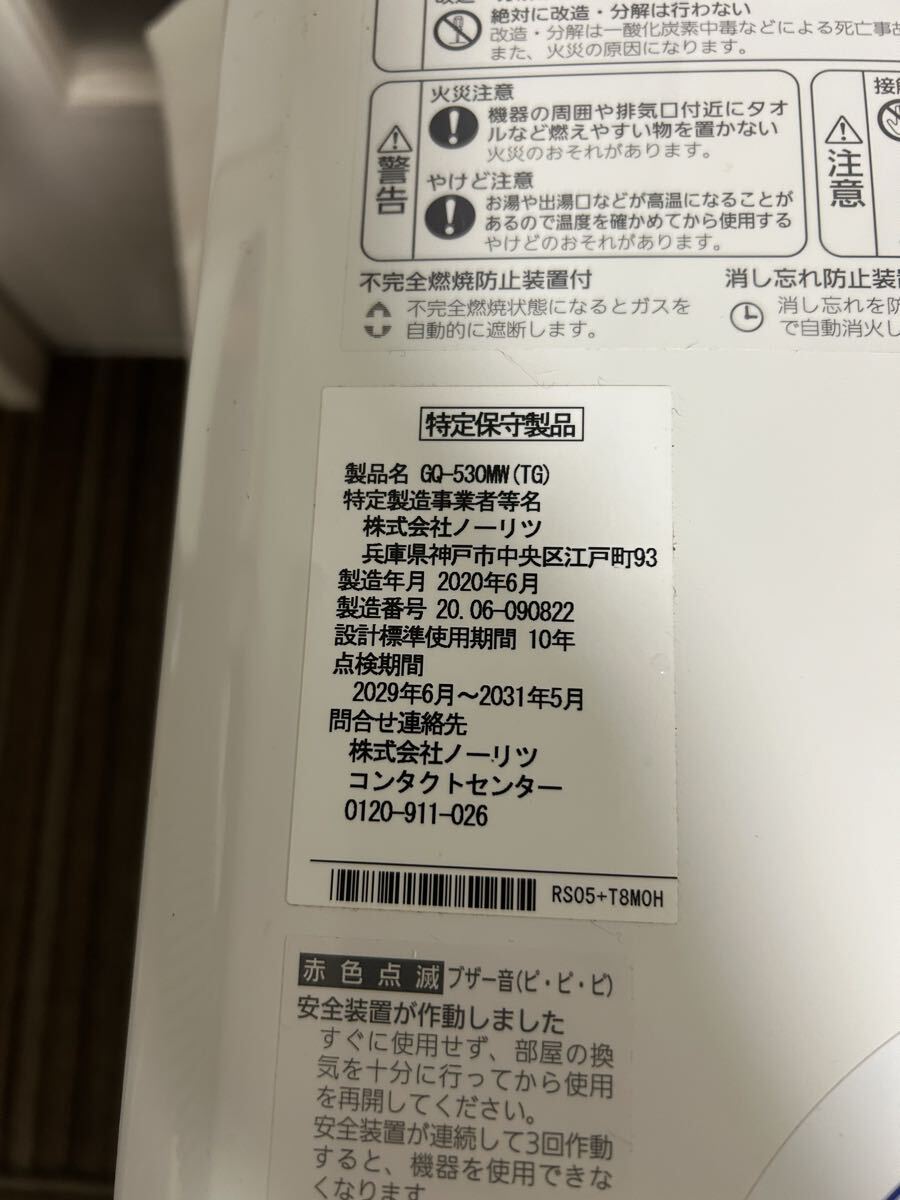 絶対に改造・分解は行わない
改造・分解は一酸化炭素中毒などによる死亡事故
また、火災の原因になります。
警告
火災注意
機器の周囲や排気口付近にタオ
ルなど燃えやすい物を置かない
火災のおそれがあります。
やけど注意
お湯や出湯口などが高温になることが
あるので温度を確かめてから使用する
やけどのおそれがあります。
注意
接触
不完全燃焼防止装置付
不完全燃焼状態になるとガスを
自動的に遮断します。
消し忘れ防止装置
消し忘れを防
で自動消火し
特定保守製品
製品名 GQ-530MW(TG)
特定製造事業者等名
株式会社ノーリツ
兵庫県神戸市中央区江戸町93
製造年月 2020年6月
製造番号 20.06-090822
設計標準使用期間 10年
点検期間
2029年6月～2031年5月
問合せ連絡先
株式会社ノーリツ
コンタクトセンター
0120-911-026
RS05+T8M0H
赤色点滅 ブザー音(ピ・ピ・ピ)
安全装置が作動しました
すぐに使用せず、部屋の換
気を十分に行ってから使用
を再開してください。
安全装置が連続して3回作動
すると、機器を使用できな
くなります